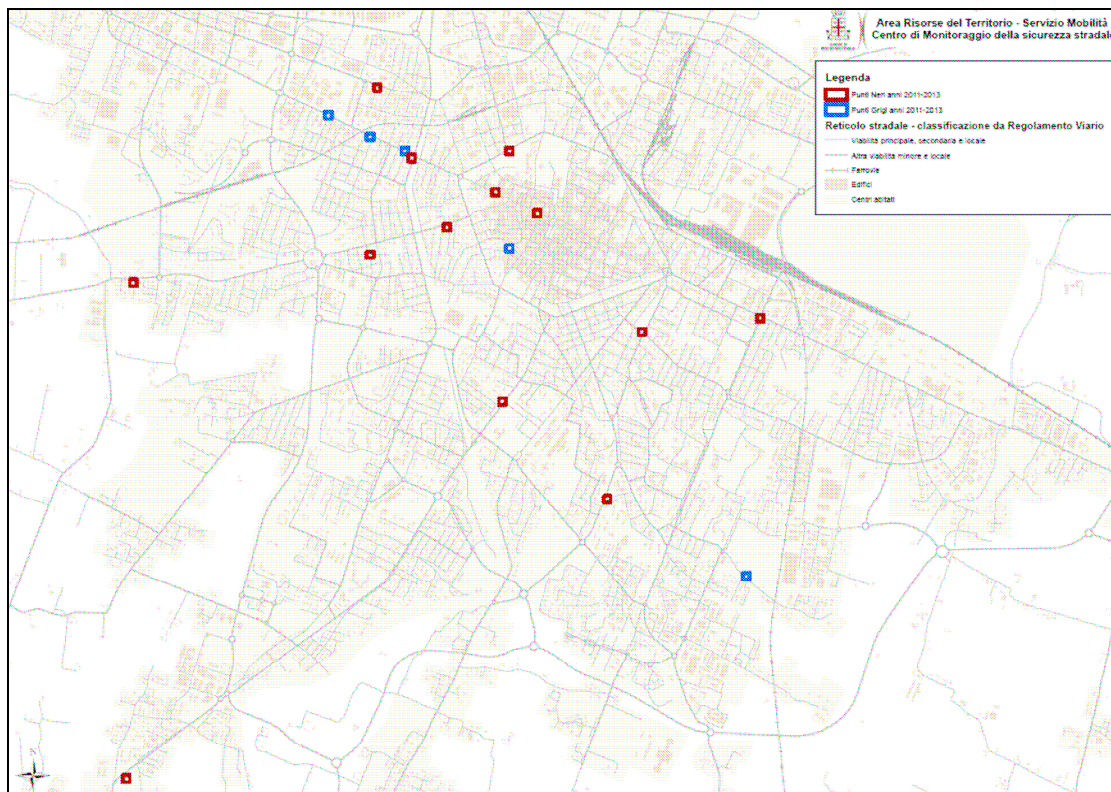 Area Risorse del Territorio - Servizio Mobilità
Centro di Monitoraggio della sicurezza stradale
Legenda
Punti Neri anni 2011-2013
Punti Grigi anni 2011-2013
Reticolo stradale - classificazione da Regolamento Viario
Viabilità principale, secondaria e locale
Altra viabilità minore e locale
Ferrovie
Edifici
Centri abitati
N